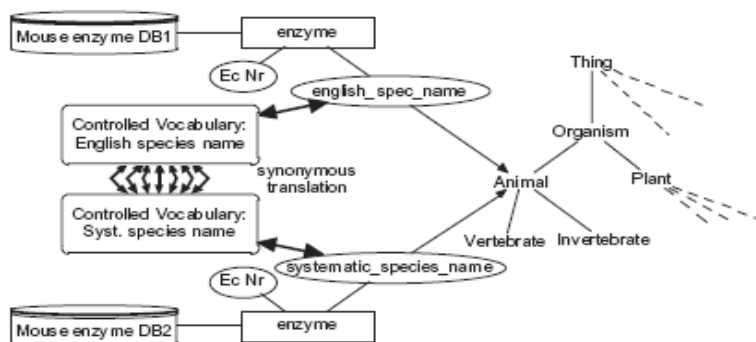 Mouse enzyme DB1
enzyme
Ec Nr
english_spec_name
Thing
Controlled Vocabulary:
English species name
Organism
synonymous
translation
Animal
Plant
Controlled Vocabulary:
Syst. species name
Vertebrate
Invertebrate
systematic_species_name
Ec Nr
Mouse enzyme DB2
enzyme